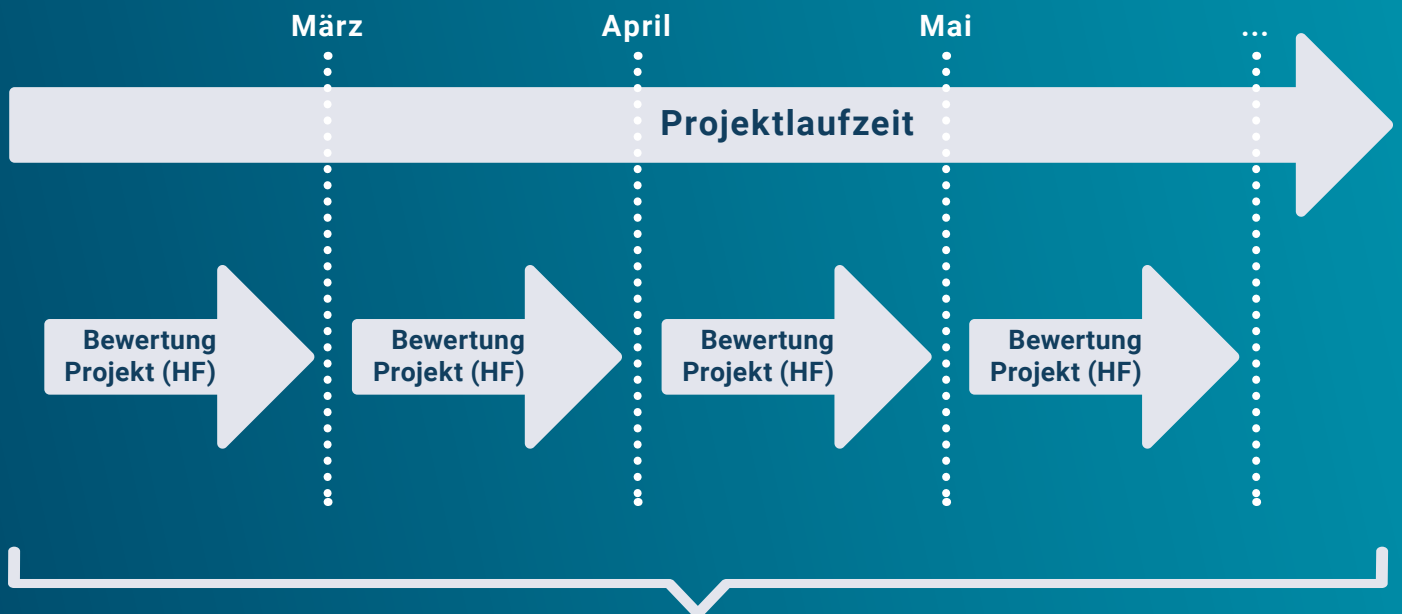 März
April
Mai
...
Projektlaufzeit
Bewertung
Projekt (HF)
Bewertung
Projekt (HF)
Bewertung
Projekt (HF)
Bewertung
Projekt (HF)